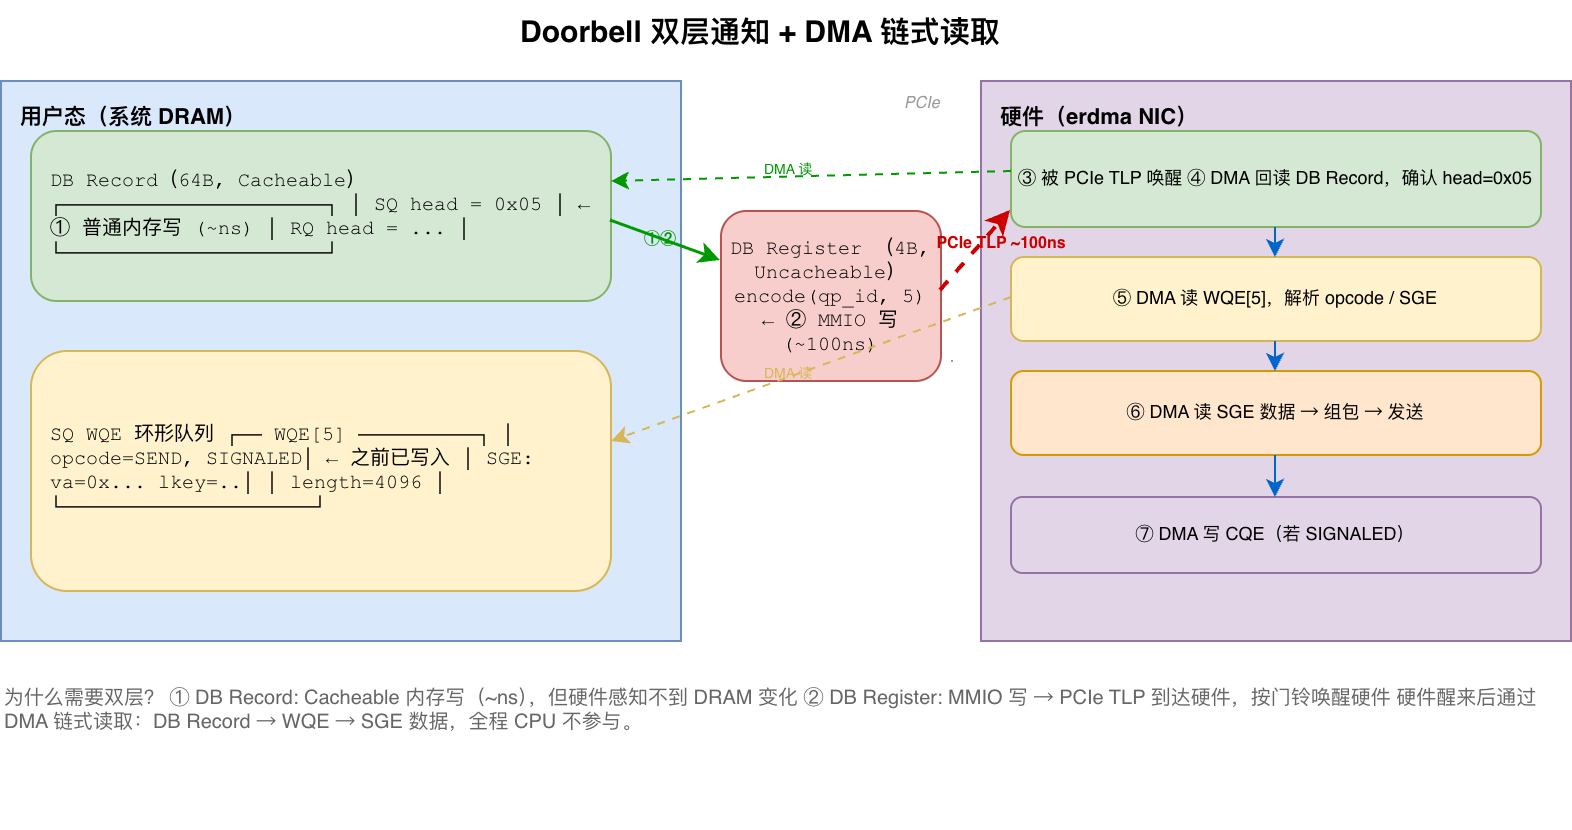 Doorbell 双层通知 + DMA 链式读取
用户态（系统 DRAM）
DB Record (64B, Cacheable)
┌─────────────────────┐ │ SQ head = 0x05 │ ←
① 普通内存写 (~ns) │ RQ head = ... │
└─────────────────────┘
SQ WQE 环形队列 ┌── WQE[5] ──────────┐ │
opcode=SEND, SIGNALED│ ← 之前已写入 │ SGE:
va=0x... lkey=..│ │ length=4096 │
└────────────────────┘
PCIe
DMA 读
①②
DB Register (4B,
Uncacheable)
encode(qp_id, 5)
← ② MMIO 写
(~100ns)
DMA 读
PCIe TLP ~100ns
硬件（erdma NIC）
③ 被 PCIe TLP 唤醒 ④ DMA 回读 DB Record，确认 head=0x05
⑤ DMA 读 WQE[5]，解析 opcode / SGE
⑥ DMA 读 SGE 数据 → 组包 → 发送
⑦ DMA 写 CQE（若 SIGNALED）
为什么需要双层？ ① DB Record: Cacheable 内存写（~ns），但硬件感知不到 DRAM 变化 ② DB Register: MMIO 写 → PCIe TLP 到达硬件，按门铃唤醒硬件 硬件醒来后通过
DMA 链式读取：DB Record → WQE → SGE 数据，全程 CPU 不参与。